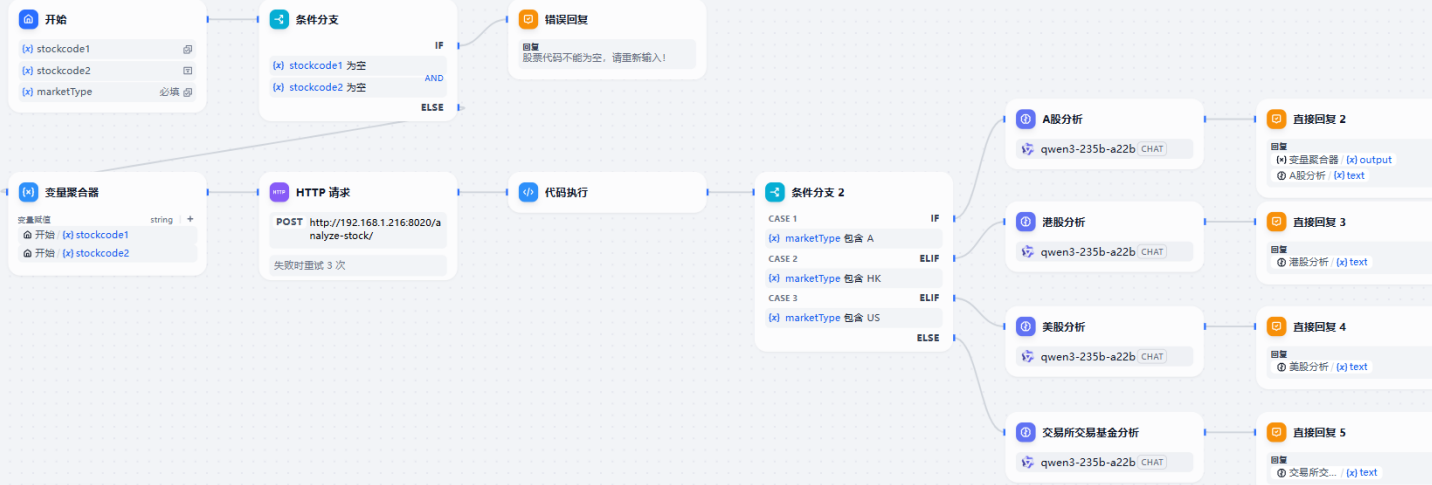 开始
{x} stockcode1
{x} stockcode2
{x} marketType 必填
条件分支
IF
{x} stockcode1 为空
AND
{x} stockcode2 为空
ELSE
错误回复
回复
股票代码不能为空，请重新输入！
变量聚合器
变量赋值 string +
开始 / {x} stockcode1
开始 / {x} stockcode2
HTTP 请求
POST http://192.168.1.216:8020/a
nalyze-stock/
失败时重试 3 次
代码执行
条件分支 2
CASE 1 IF
{x} marketType 包含 A
CASE 2 ELIF
{x} marketType 包含 HK
CASE 3 ELIF
{x} marketType 包含 US
ELSE
A股分析
qwen3-235b-a22b CHAT
港股分析
qwen3-235b-a22b CHAT
美股分析
qwen3-235b-a22b CHAT
交易所交易基金分析
qwen3-235b-a22b CHAT
直接回复 2
回复
{x} 变量聚合器 / {x} output
A股分析 / {x} text
直接回复 3
回复
港股分析 / {x} text
直接回复 4
回复
美股分析 / {x} text
直接回复 5
回复
交易所交... / {x} text